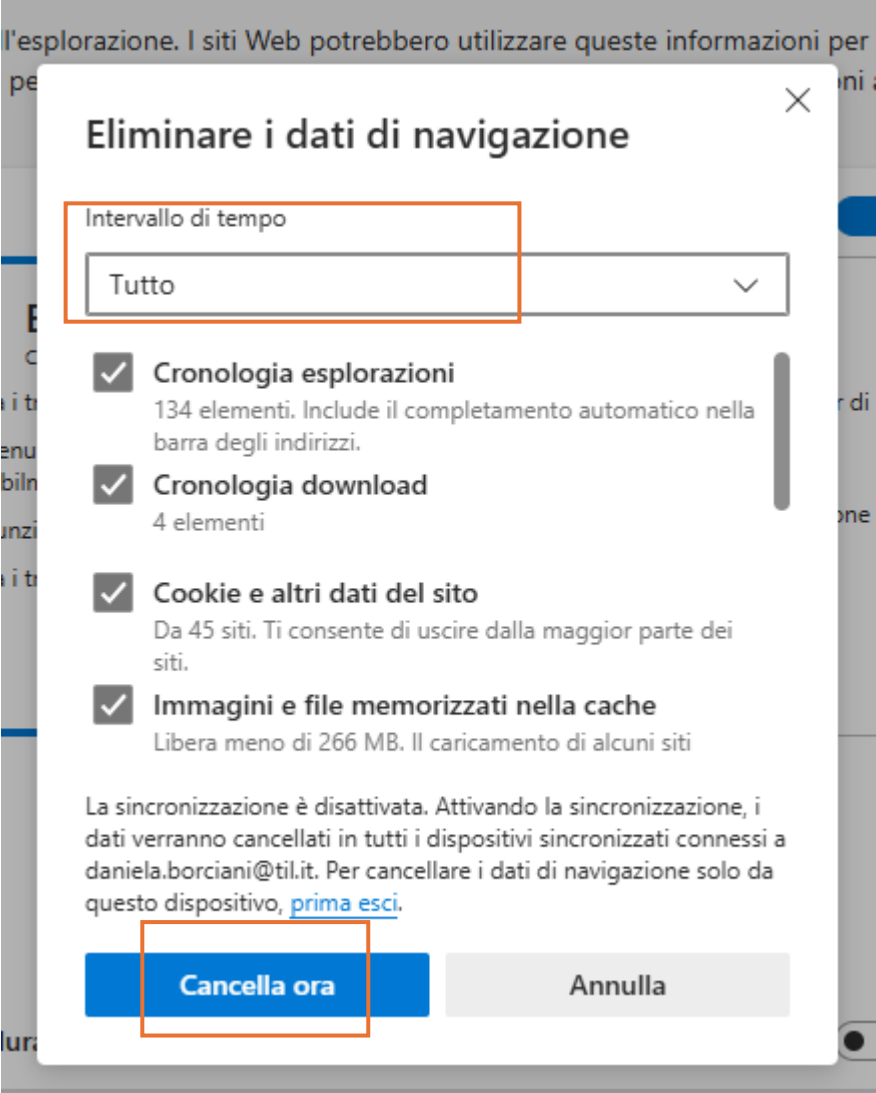 ll'esplorazione. I siti Web potrebbero utilizzare queste informazioni per
pe
oni a
Eliminare i dati di navigazione
Intervallo di tempo
Tutto
Cronologia esplorazioni
134 elementi. Include il completamento automatico nella
barra degli indirizzi.
Cronologia download
4 elementi
Cookie e altri dati del sito
Da 45 siti. Ti consente di uscire dalla maggior parte dei
siti.
Immagini e file memorizzati nella cache
Libera meno di 266 MB. Il caricamento di alcuni siti
La sincronizzazione è disattivata. Attivando la sincronizzazione, i
dati verranno cancellati in tutti i dispositivi sincronizzati connessi a
daniela.borciani@til.it. Per cancellare i dati di navigazione solo da
questo dispositivo, prima esci.
Cancella ora
Annulla